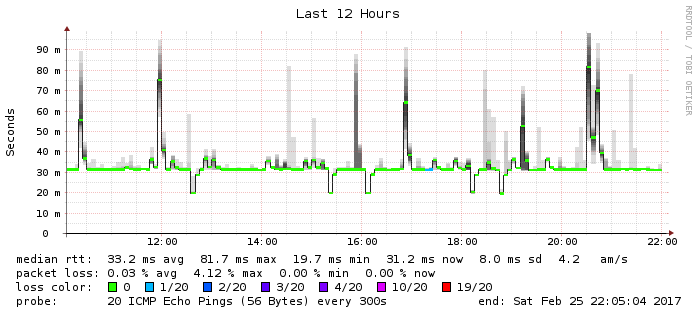 Last 12 Hours
RRDTOOL / TOBI OETIKER
Seconds
90 m
80 m
70 m
60 m
50 m
40 m
30 m
20 m
10 m
0
12:00 14:00 16:00 18:00 20:00 22:00
median rtt: 33.2 ms avg 81.7 ms max 19.7 ms min 31.2 ms now 8.0 ms sd 4.2 am/s
packet loss: 0.03 % avg 4.12 % max 0.00 % min 0.00 % now
loss color: 0 1/20 2/20 3/20 4/20 10/20 19/20
probe: 20 ICMP Echo Pings (56 Bytes) every 300s end: Sat Feb 25 22:05:04 2017